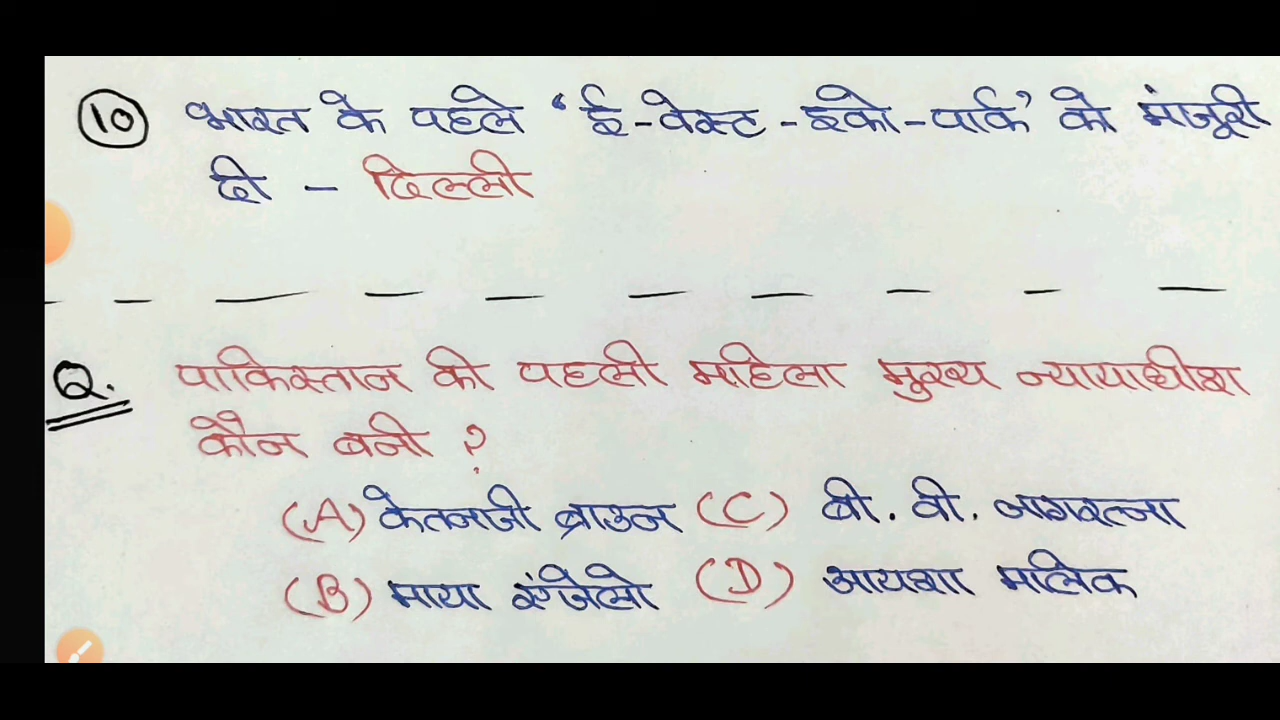 10 भारत के पहले ‘ई-वेस्ट-इको-पार्क’ को मंजूरी
दी - दिल्ली
Q. पाकिस्तान की पहली महिला मुख्य न्यायाधीश
कौन बनी ?
(A) केतनजी ब्राउन (C) बी. वी. नागरत्ना
(B) माया एंजेलो (D) आयशा मलिक